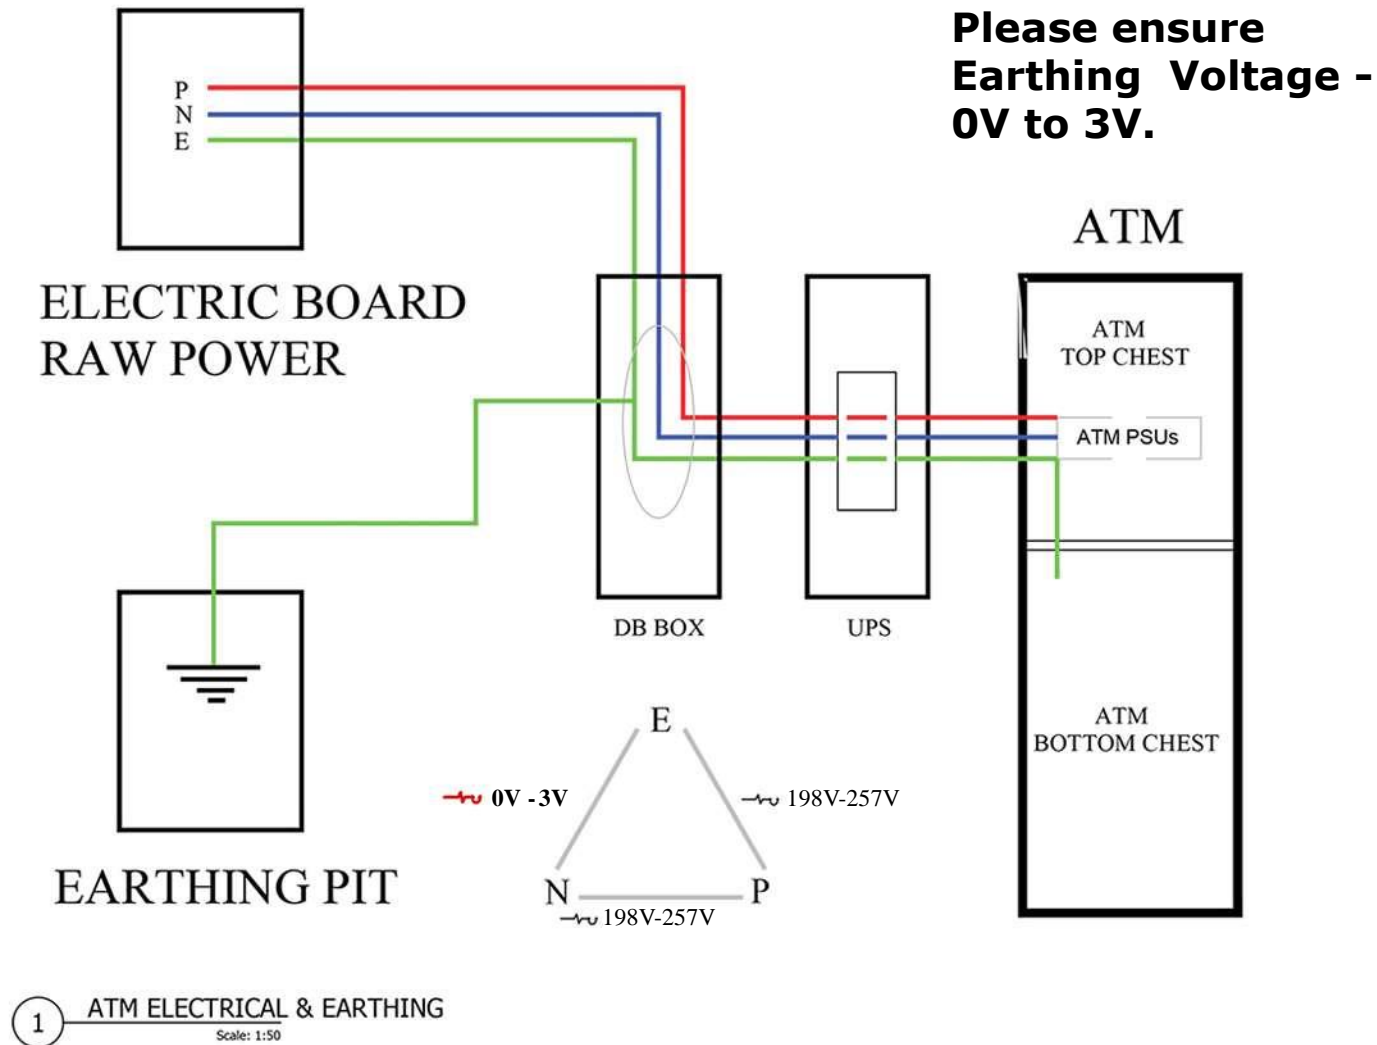 Please ensure
Earthing Voltage -
0V to 3V.
P
N
E
ELECTRIC BOARD
RAW POWER
ATM
ATM
TOP CHEST
ATM PSUs
DB BOX
UPS
ATM
BOTTOM CHEST
EARTHING PIT
E
0V - 3V
198V-257V
N
P
198V-257V
1
ATM ELECTRICAL & EARTHING
Scale: 1:50